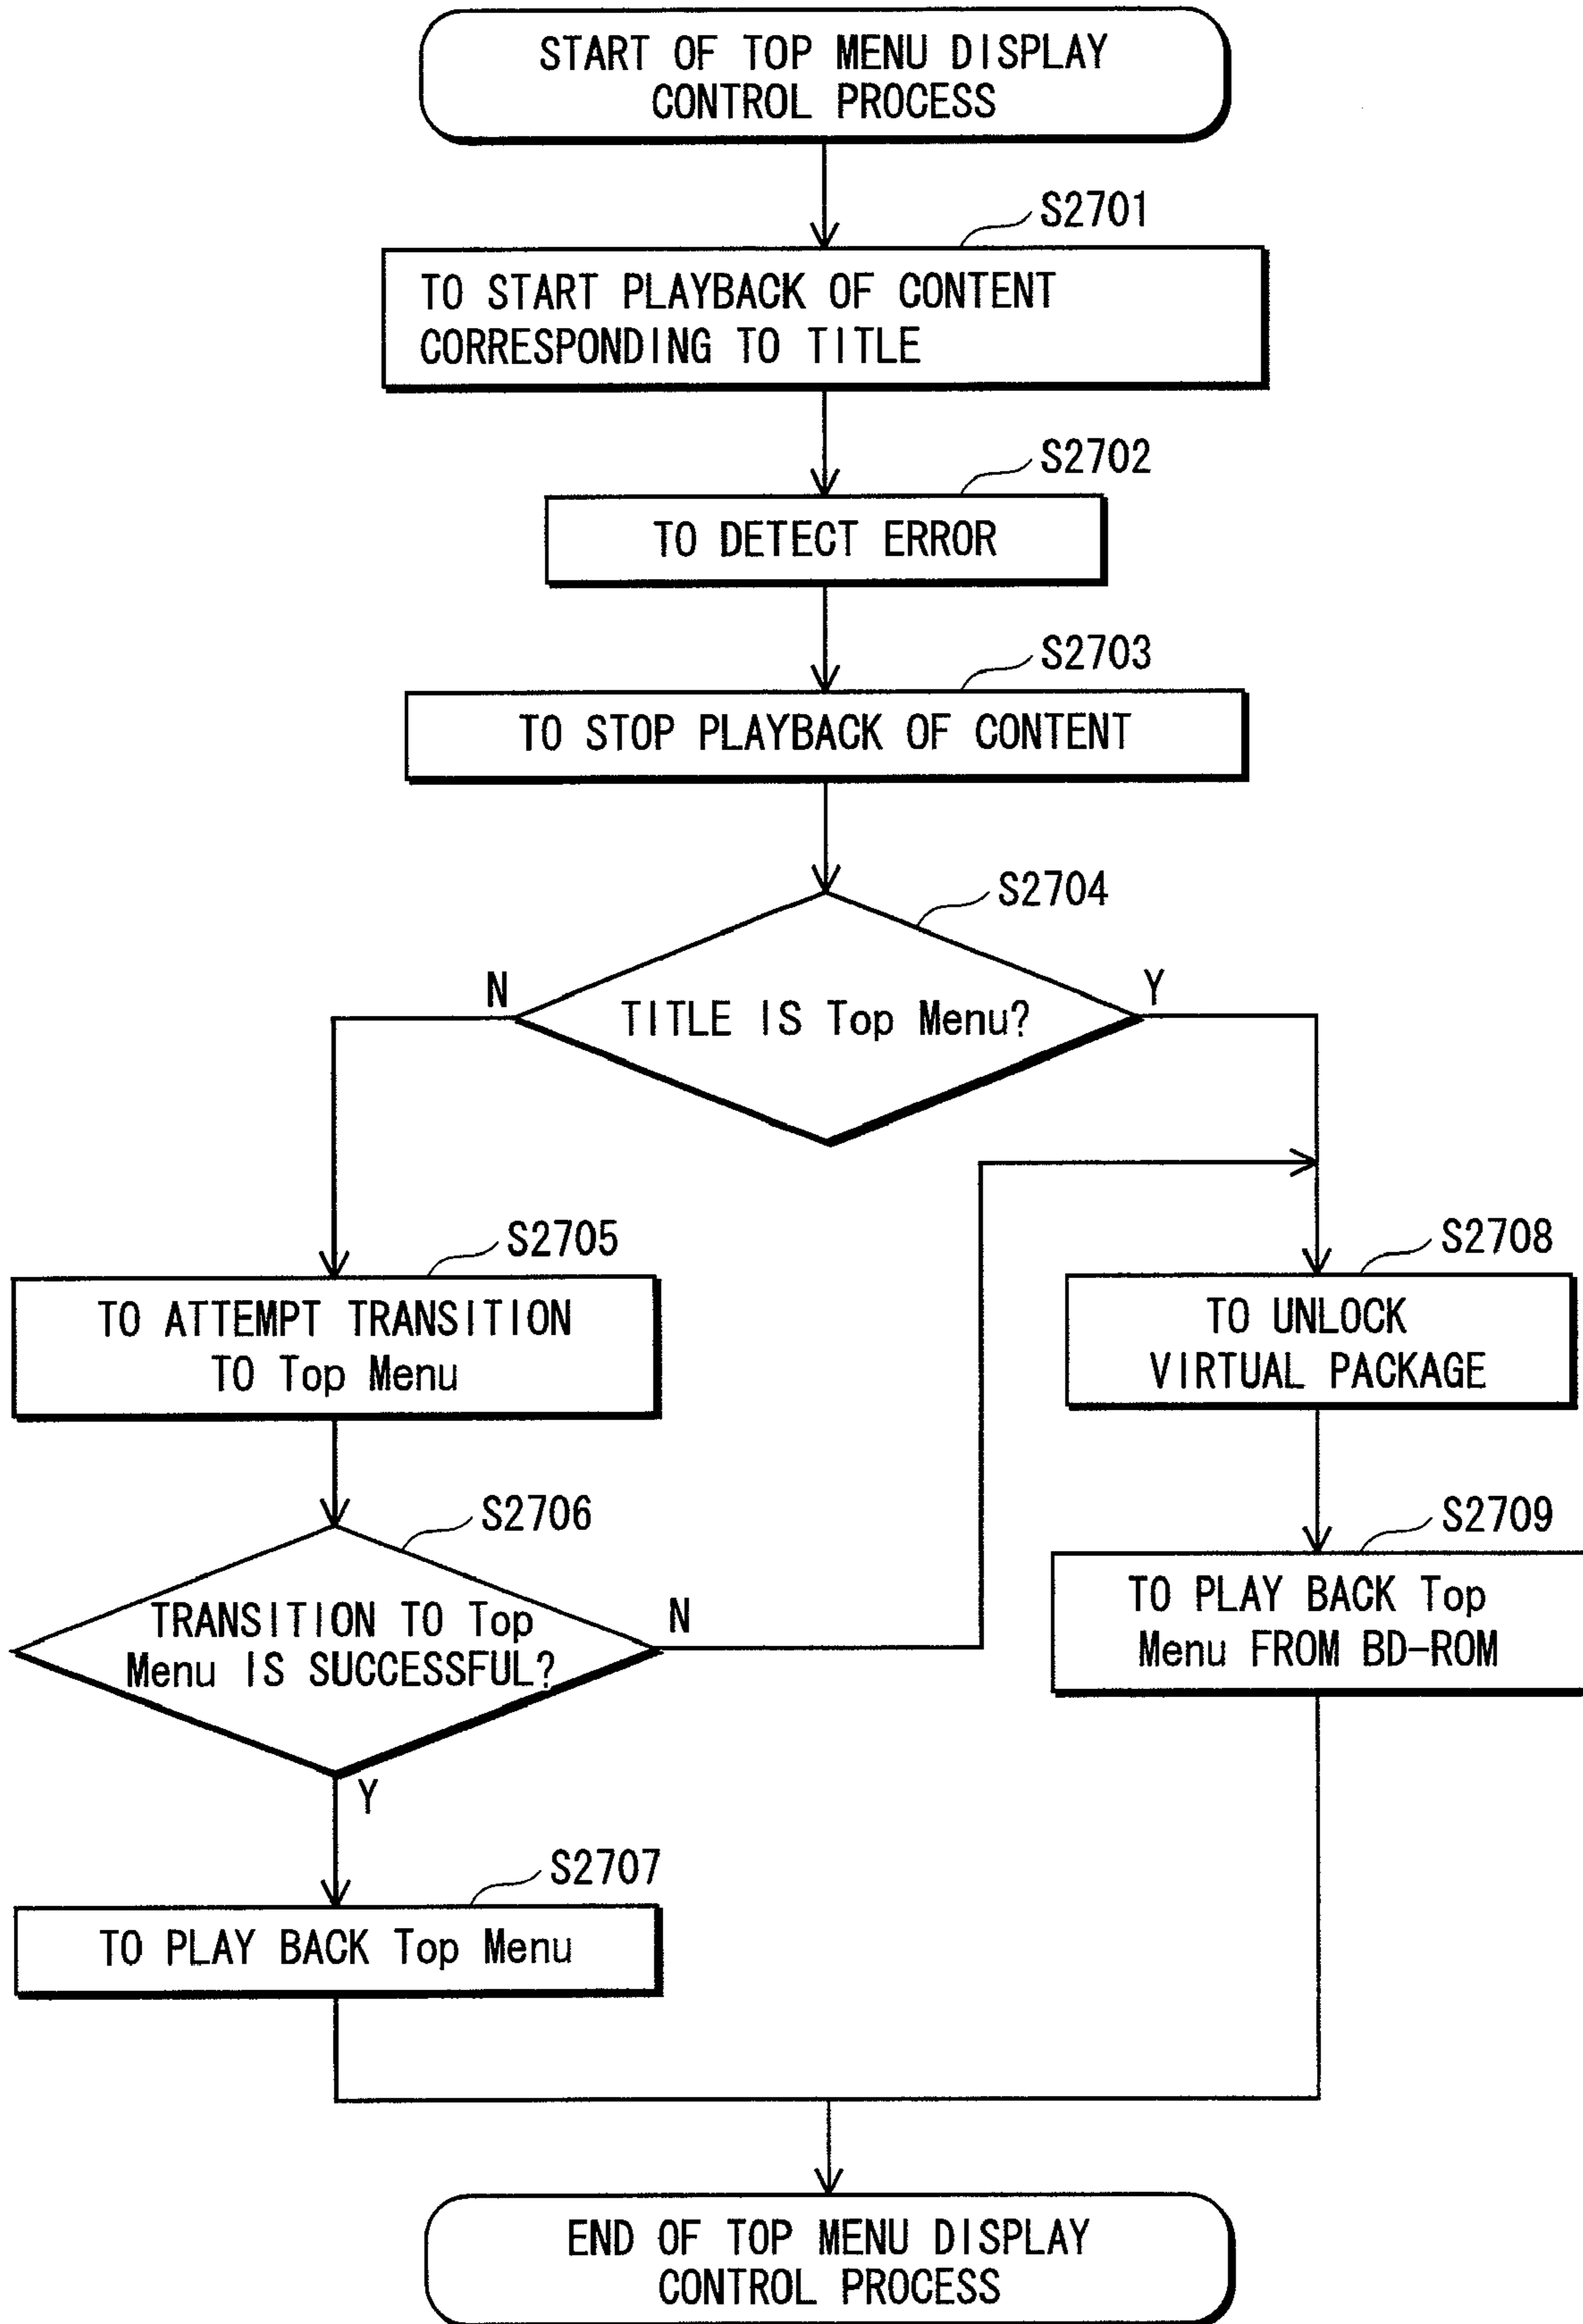 START OF TOP MENU DISPLAY
CONTROL PROCESS
S2701
TO START PLAYBACK OF CONTENT
CORRESPONDING TO TITLE
S2702
TO DETECT ERROR
S2703
TO STOP PLAYBACK OF CONTENT
S2704
N
Y
TITLE IS Top Menu?
S2705
TO ATTEMPT TRANSITION
TO Top Menu
S2708
TO UNLOCK
VIRTUAL PACKAGE
S2706
TRANSITION TO Top
Menu IS SUCCESSFUL?
N
Y
S2709
TO PLAY BACK Top
Menu FROM BD-ROM
S2707
TO PLAY BACK Top Menu
END OF TOP MENU DISPLAY
CONTROL PROCESS